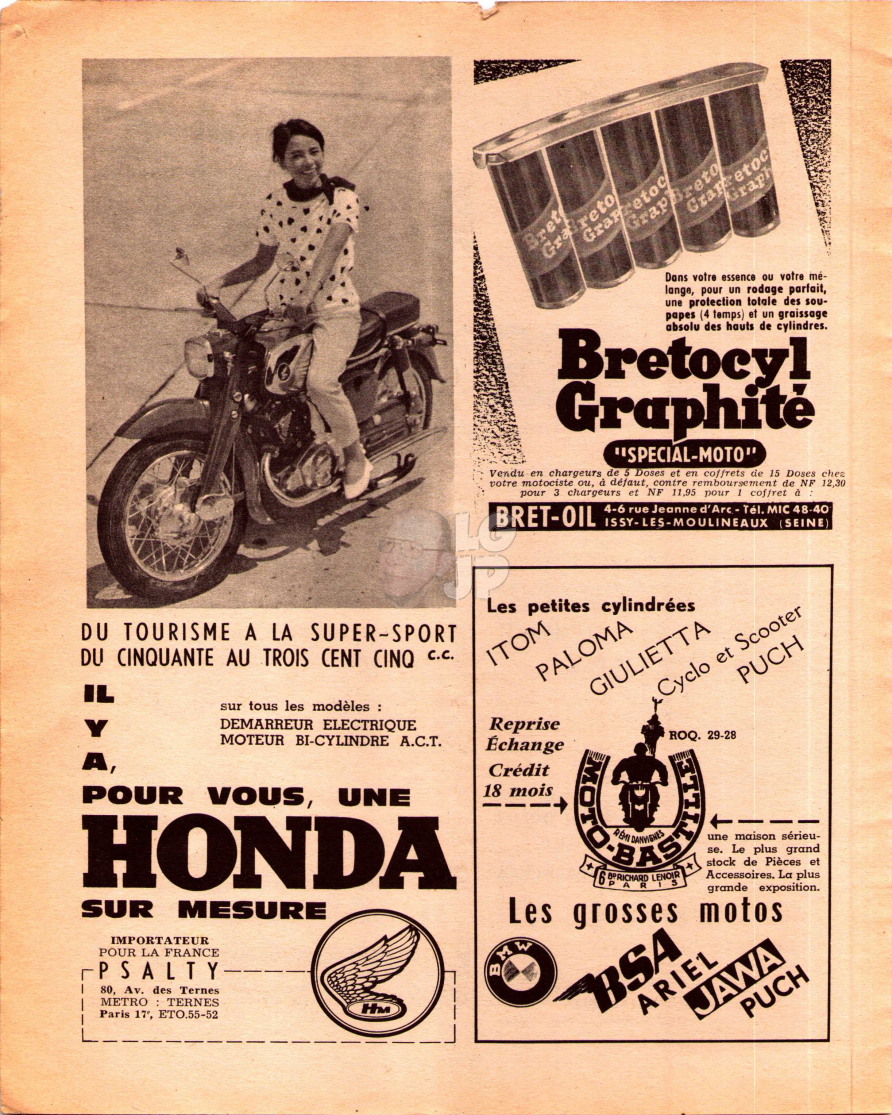 DU TOURISME A LA SUPER-SPORT
DU CINQUANTE AU TROIS CENT CINQ c.c.
IL
Y
A,
sur tous les modèles :
DEMARREUR ELECTRIQUE
MOTEUR BI-CYLINDRE A.C.T.
POUR VOUS, UNE
HONDA
SUR MESURE
IMPORTATEUR
POUR LA FRANCE
PSALTY
80, Av. des Ternes
METRO : TERNES
Paris 17e, ETO.55-52
HM
Bretocyl
Graphité
Dans votre essence ou votre mé-
lange, pour un rodage parfait,
une protection totale des sou-
papes (4 temps) et un graissage
absolu des hauts de cylindres.
Bretocyl
Graphité
"SPECIAL-MOTO"
Vendu en chargeurs de 5 Doses et en coffrets de 15 Doses chez
votre motociste ou, à défaut, contre remboursement de NF 12,30
pour 3 chargeurs et NF 11,95 pour 1 coffret à :
BRET-OIL 4-6 rue Jeanne d'Arc - Tél. MIC 48-40
ISSY-LES-MOULINEAUX (SEINE)
LG
JP
Les petites cylindrées
ITOM
PALOMA
GIULIETTA
Cyclo et Scooter
PUCH
Reprise
Échange
Crédit
18 mois
ROQ. 29-28
MOTO-BASTILLE
RÉMI DANVIGNES
6 BD RICHARD LENOIR
PARIS
une maison sérieu-
se. Le plus grand
stock de Pièces et
Accessoires. La plus
grande exposition.
Les grosses motos
BMW
BSA
ARIEL
JAWA
PUCH